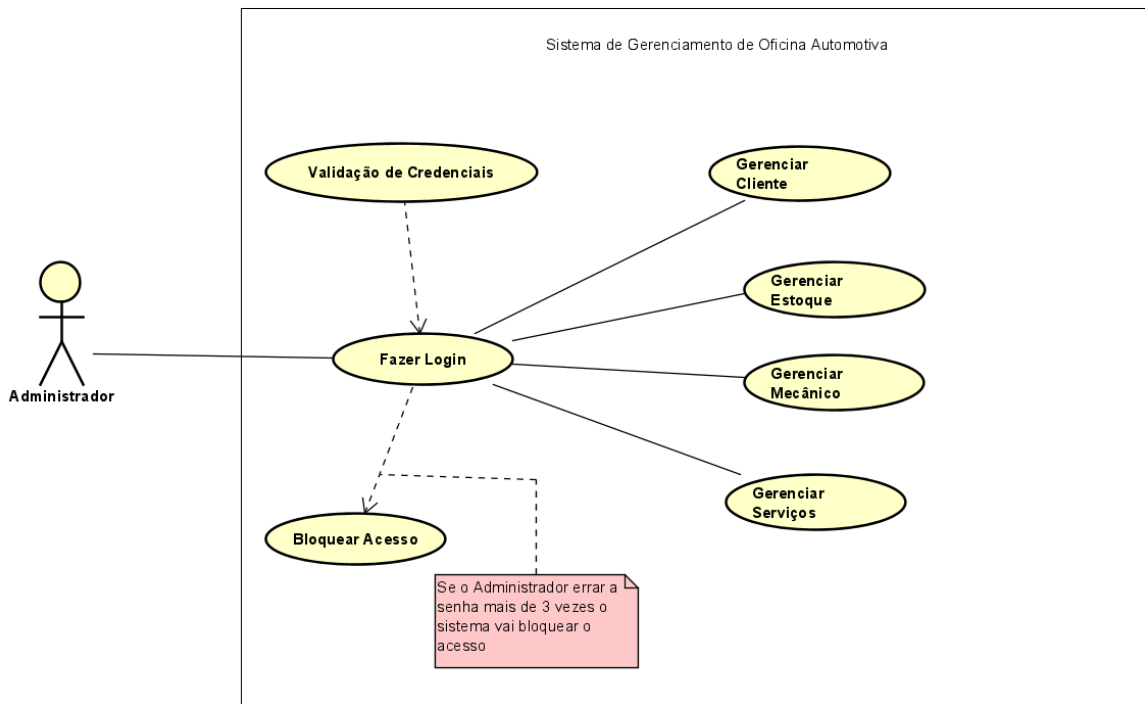 Sistema de Gerenciamento de Oficina Automotiva
Validação de Credenciais
Gerenciar
Cliente
Gerenciar
Estoque
Fazer Login
Gerenciar
Mecânico
Administrador
Gerenciar
Serviços
Bloquear Acesso
Se o Administrador errar a
senha mais de 3 vezes o
sistema vai bloquear o
acesso